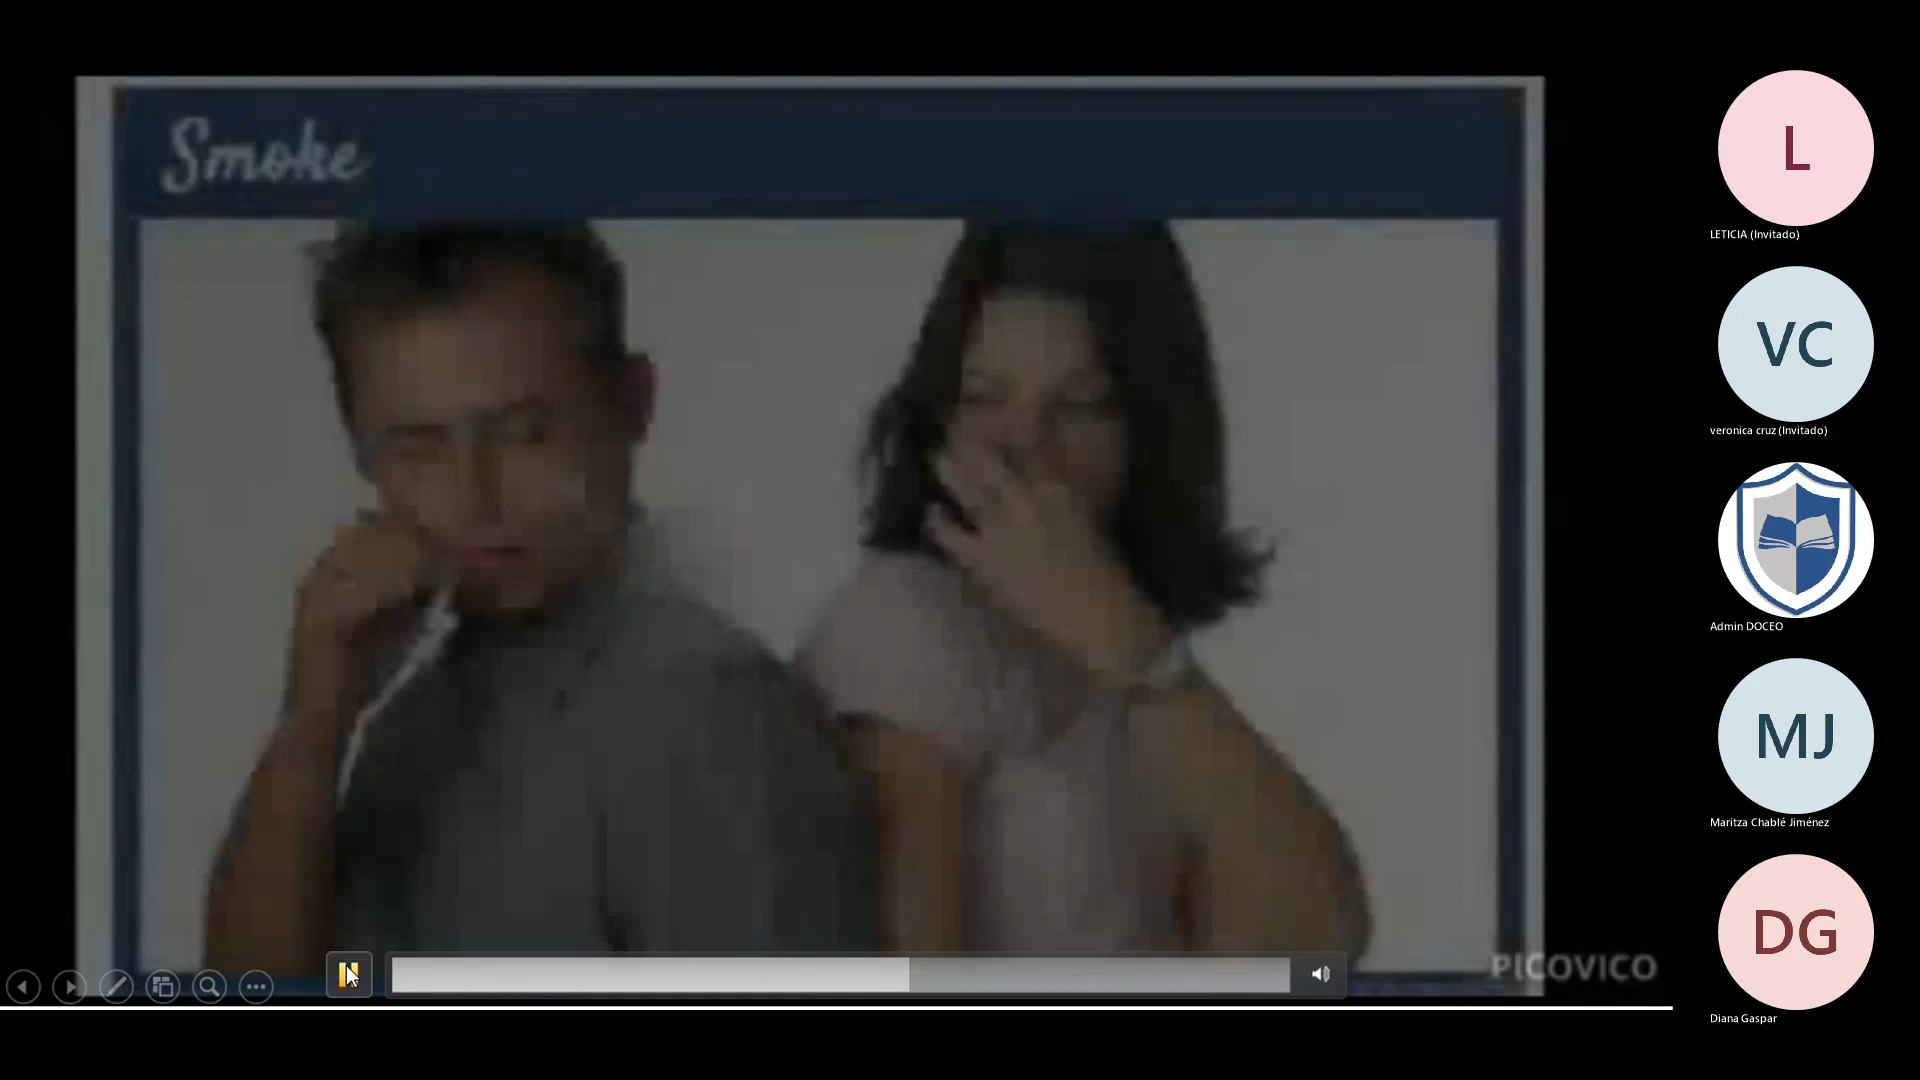 Smoke
PICOVICO
L
LETICIA (Invitado)
VC
veronica cruz (Invitado)
Admin DOCEO
MJ
Maritza Chablé Jiménez
DG
Diana Gaspar